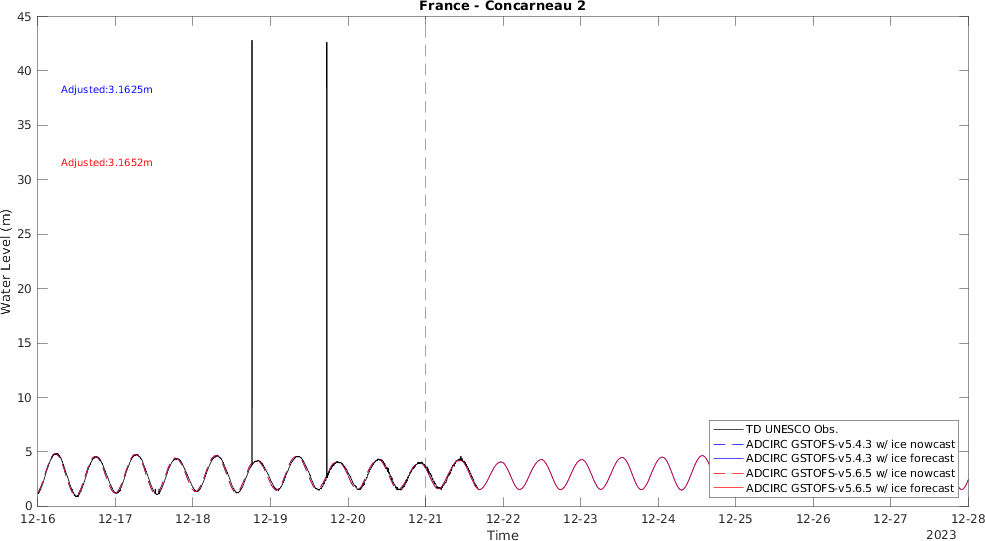 France - Concarneau 2
45
40
35
30
25
20
15
10
5
0
Water Level (m)
Adjusted:3.1625m
Adjusted:3.1652m
TD UNESCO Obs.
ADCIRC GSTOFS-v5.4.3 w/ ice nowcast
ADCIRC GSTOFS-v5.4.3 w/ ice forecast
ADCIRC GSTOFS-v5.6.5 w/ ice nowcast
ADCIRC GSTOFS-v5.6.5 w/ ice forecast
12-16 12-17 12-18 12-19 12-20 12-21 12-22 12-23 12-24 12-25 12-26 12-27 12-28
Time
2023